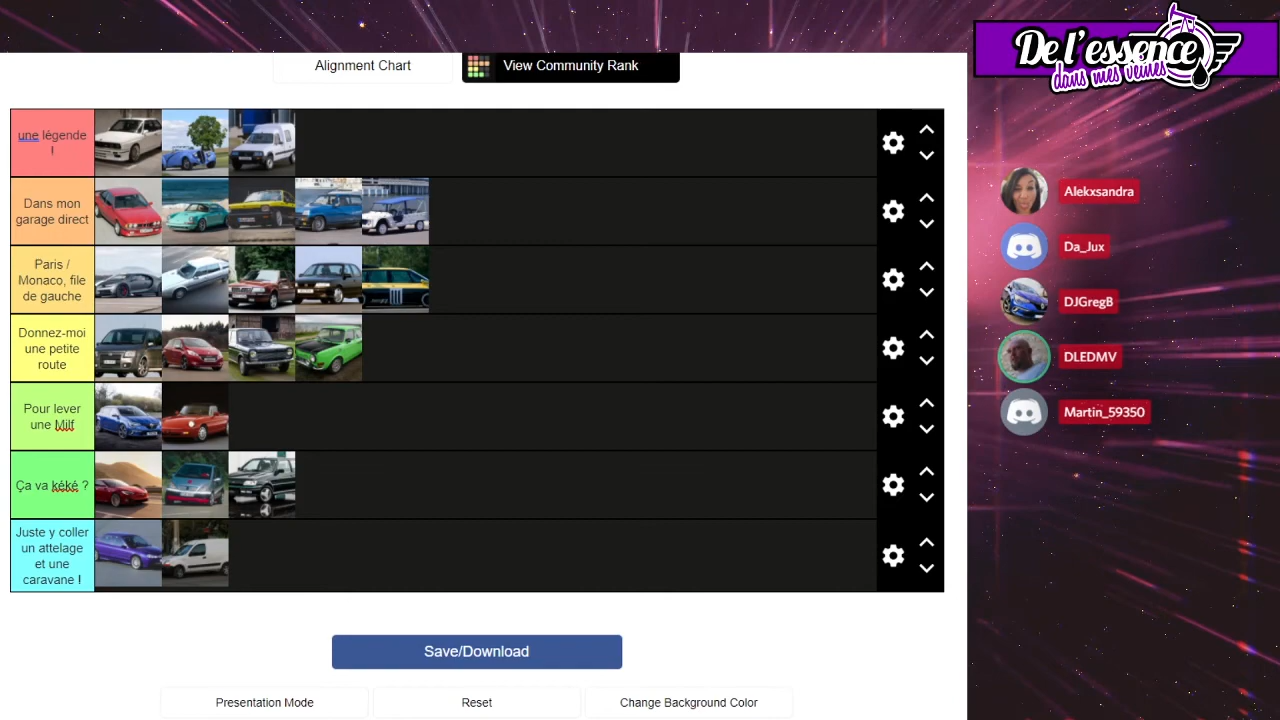 De l'essence
dans mes veines
Alignment Chart
View Community Rank
une légende
!
Dans mon
garage direct
Paris /
Monaco, file
de gauche
Donnez-moi
une petite
route
Pour lever
une Milf
Ça va kéké ?
Juste y coller
un attelage
et une
caravane !
Alekxsandra
Da_Jux
DJGregB
DLEDMV
Martin_59350
Save/Download
Presentation Mode
Reset
Change Background Color